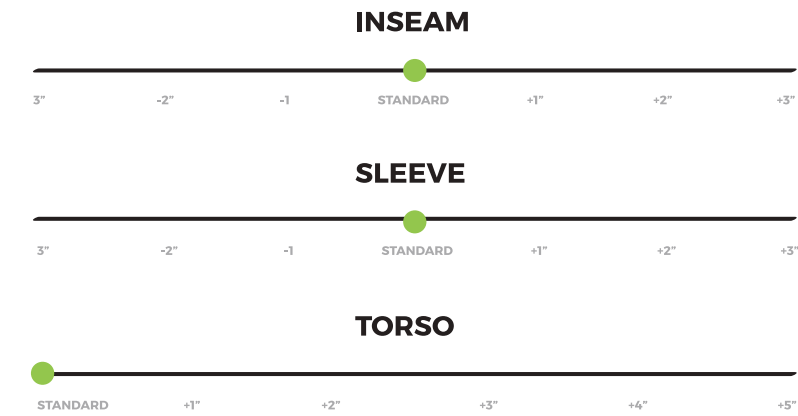 INSEAM
3” -2” -1 STANDARD +1” +2” +3”
SLEEVE
3” -2” -1 STANDARD +1” +2” +3”
TORSO
STANDARD +1” +2” +3” +4” +5”